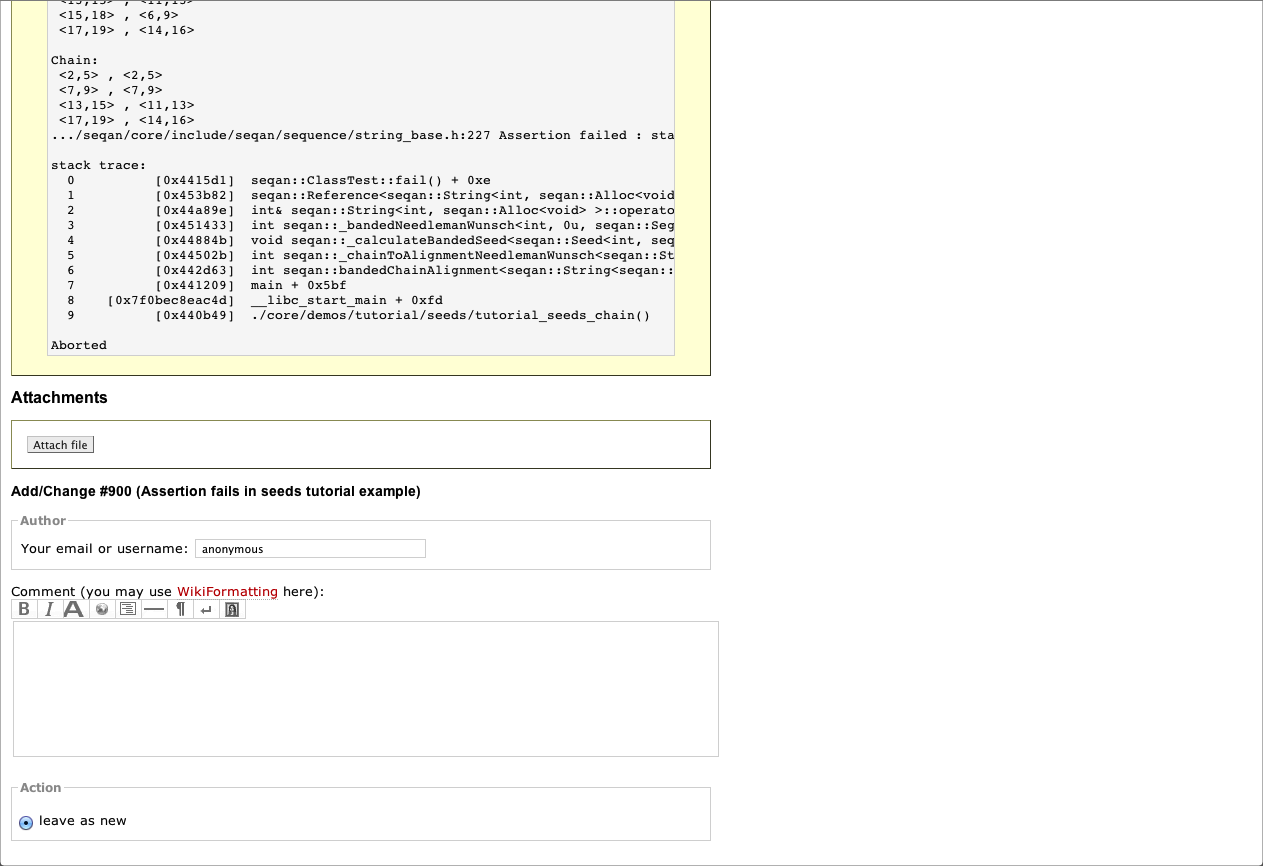 <15,18> , <6,9>
<17,19> , <14,16>
Chain:
<2,5> , <2,5>
<7,9> , <7,9>
<13,15> , <11,13>
<17,19> , <14,16>
.../seqan/core/include/seqan/sequence/string_base.h:227 Assertion failed : sta
stack trace:
0 [0x4415d1] seqan::ClassTest::fail() + 0xe
1 [0x453b82] seqan::Reference<seqan::String<int, seqan::Alloc<void
2 [0x44a89e] int& seqan::String<int, seqan::Alloc<void> >::operato
3 [0x451433] int seqan::_bandedNeedlemanWunsch<int, 0u, seqan::Seg
4 [0x44884b] void seqan::_calculateBandedSeed<seqan::Seed<int, seq
5 [0x44502b] int seqan::_chainToAlignmentNeedlemanWunsch<seqan::St
6 [0x442d63] int seqan::bandedChainAlignment<seqan::String<seqan::
7 [0x441209] main + 0x5bf
8 [0x7f0bec8eac4d] __libc_start_main + 0xfd
9 [0x440b49] ./core/demos/tutorial/seeds/tutorial_seeds_chain()
Aborted
Attachments
Attach file
Add/Change #900 (Assertion fails in seeds tutorial example)
Author
Your email or username: anonymous
Comment (you may use WikiFormatting here):
B I A ¶
Action
leave as new